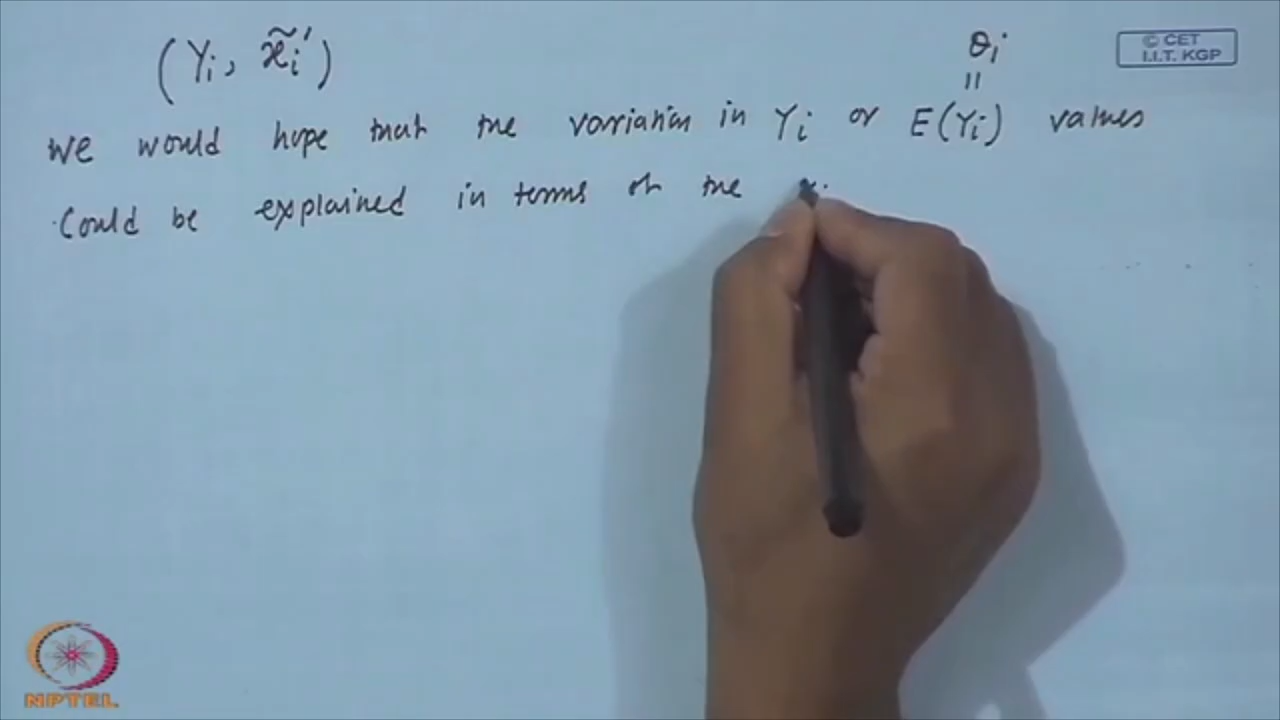 (Yi, x̃i')
θi
||
© CET
I.I.T. KGP
We would hope that the variation in Yi or E(Yi) values
could be explained in terms of the
NPTEL